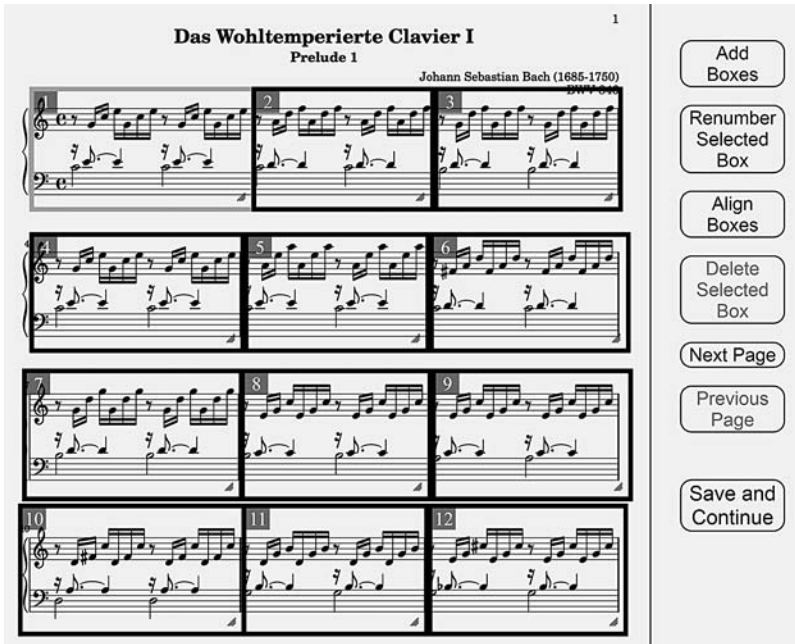 1
Das Wohltemperierte Clavier I
Prelude 1
Johann Sebastian Bach (1685-1750)
BWV 846
1
2
3
4
5
6
7
8
9
10
11
12
Add
Boxes
Renumber
Selected
Box
Align
Boxes
Delete
Selected
Box
Next Page
Previous
Page
Save and
Continue